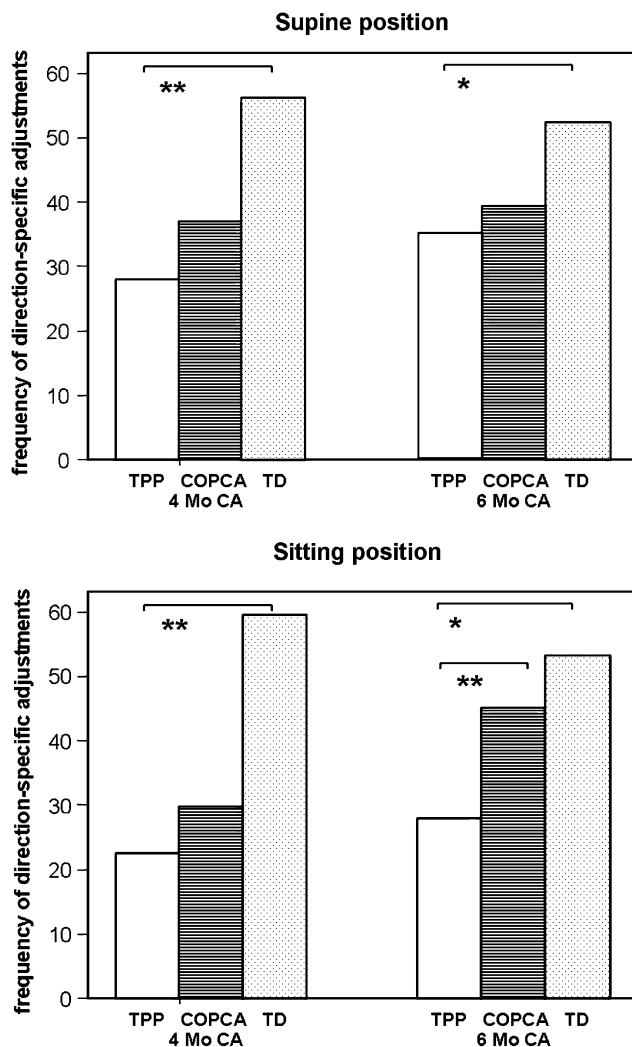 Supine position
frequency of direction-specific adjustments
60
50
40
30
20
10
0
** *
TPP COPCA TD TPP COPCA TD
4 Mo CA 6 Mo CA
Sitting position
frequency of direction-specific adjustments
60
50
40
30
20
10
0
** *
**
TPP COPCA TD TPP COPCA TD
4 Mo CA 6 Mo CA